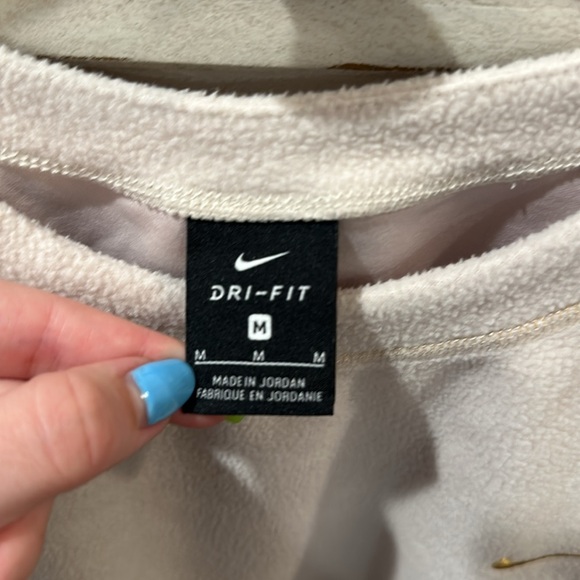 DRI-FIT
M
M M M
MADE IN JORDAN
FABRIQUE EN JORDANIE